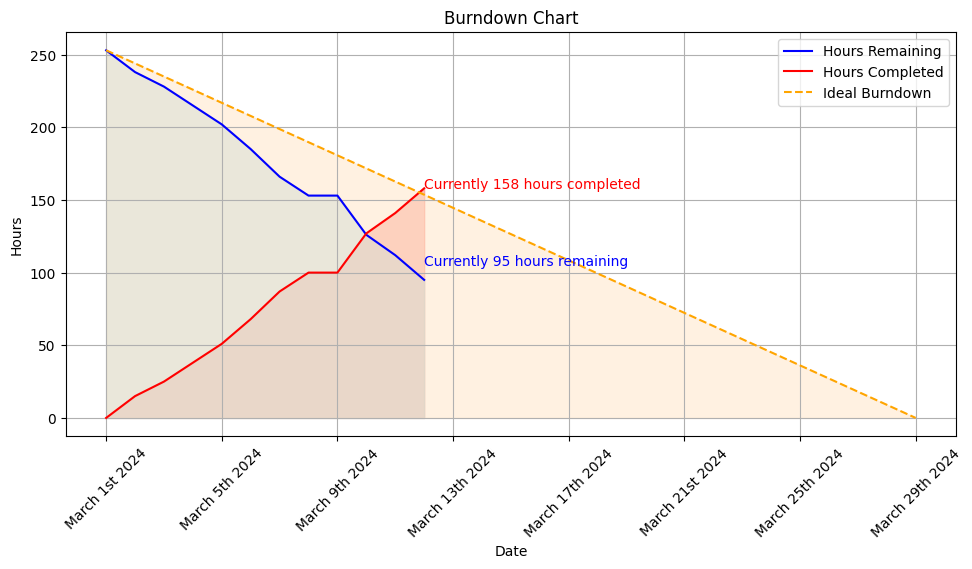 Burndown Chart
Hours Remaining
Hours Completed
Ideal Burndown
250
200
150
100
50
0
Hours
Currently 158 hours completed
Currently 95 hours remaining
March 1st 2024
March 5th 2024
March 9th 2024
March 13th 2024
March 17th 2024
March 21st 2024
March 25th 2024
March 29th 2024
Date